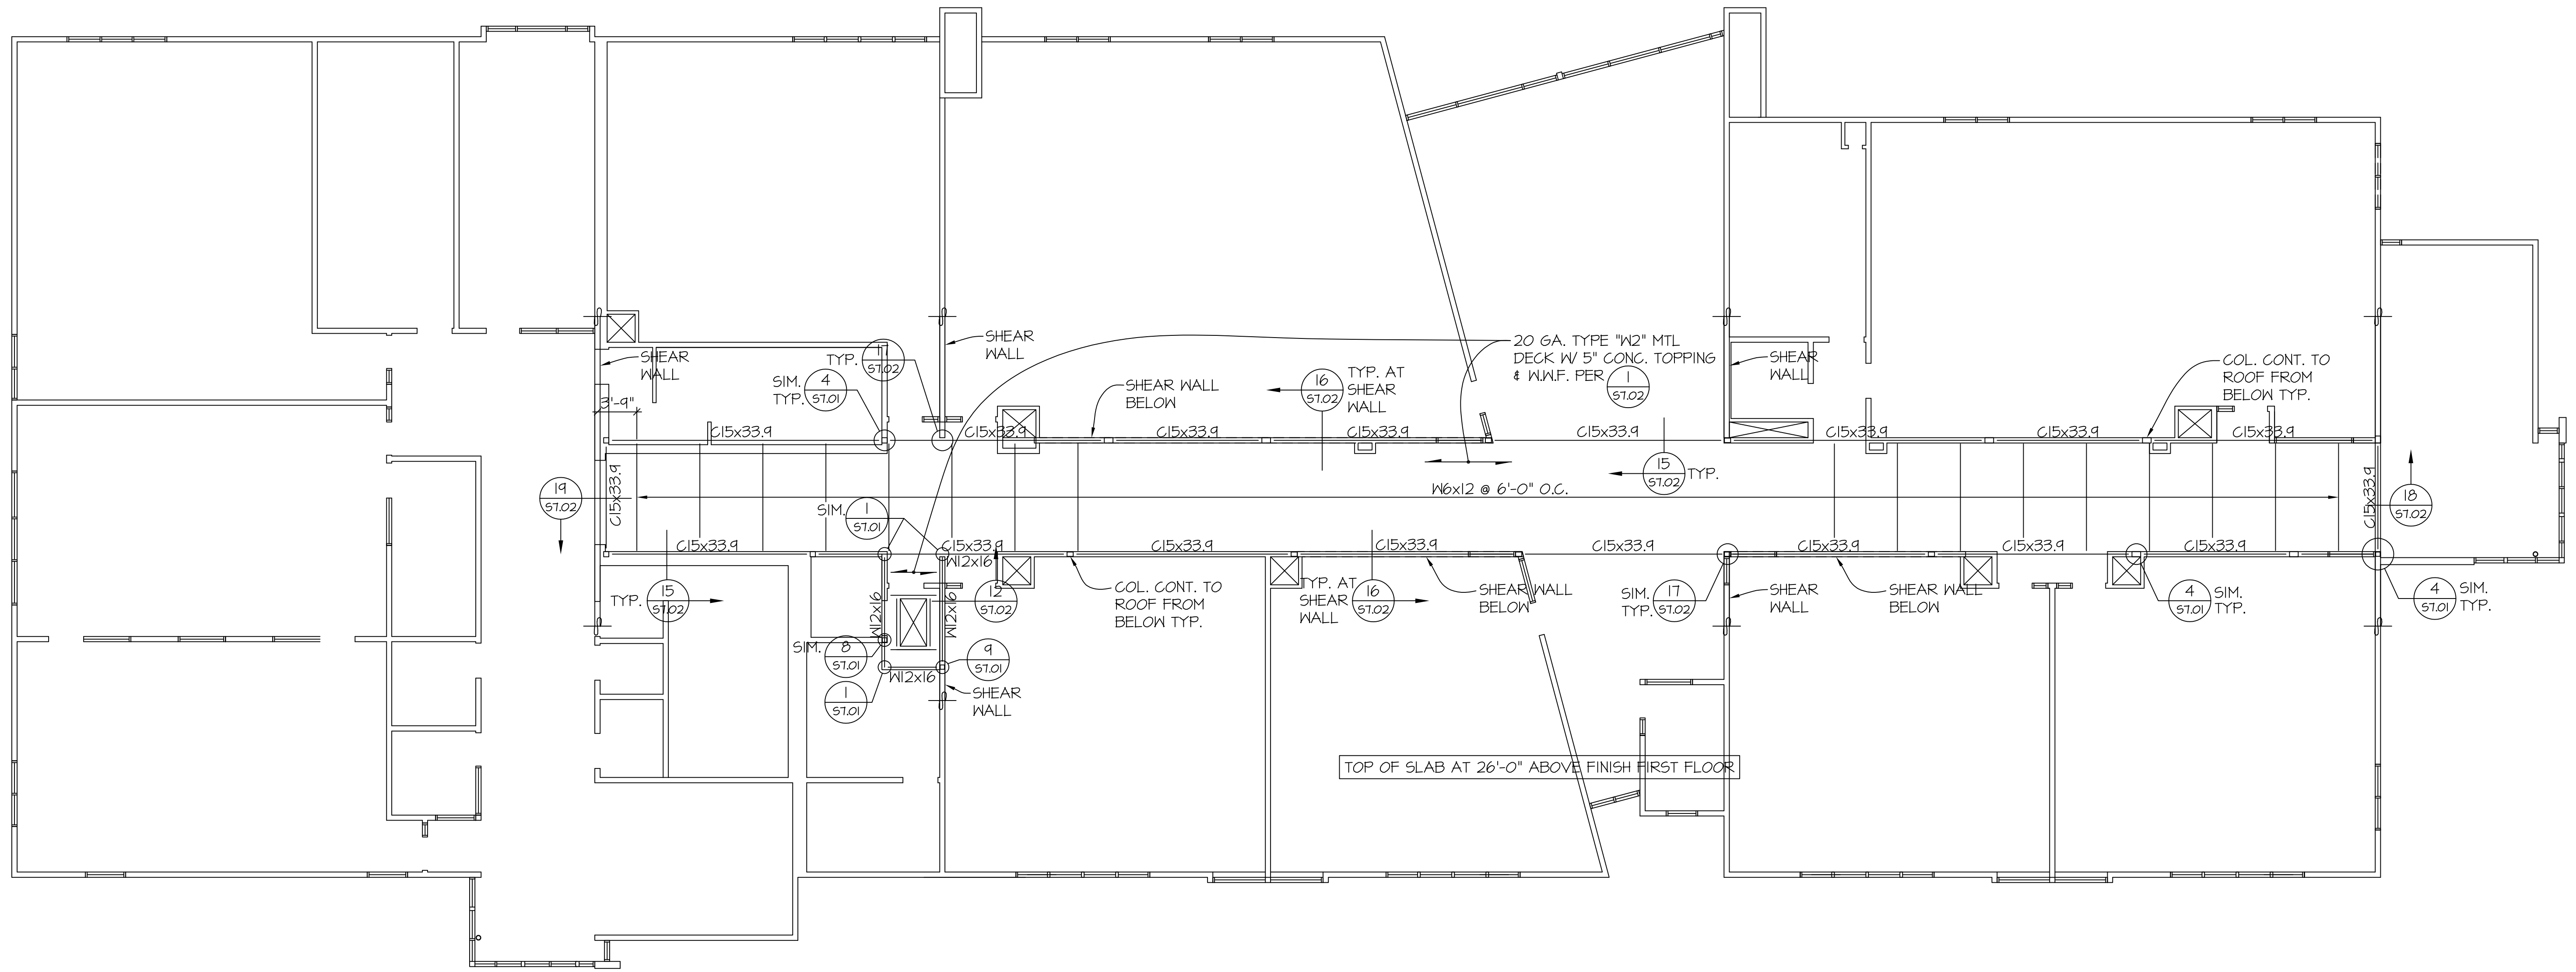 SHEAR
WALL
SHEAR
WALL
TYP.
17
S7.02
SIM.
TYP.
4
S7.01
3'-9"
SHEAR WALL
BELOW
16
S7.02
TYP. AT
SHEAR
WALL
20 GA. TYPE "W2" MTL
DECK W/ 5" CONC. TOPPING
& W.W.F. PER
1
S7.02
SHEAR
WALL
COL. CONT. TO
ROOF FROM
BELOW TYP.
C15x33.9
C15x33.9
C15x33.9
C15x33.9
C15x33.9
C15x33.9
C15x33.9
C15x33.9
15
S7.02
TYP.
19
S7.02
C15x33.9
W6x12 @ 6'-0" O.C.
C15x33.9
18
S7.02
SIM.
1
S7.01
C15x33.9
C15x33.9
C15x33.9
C15x33.9
C15x33.9
C15x33.9
C15x33.9
C15x33.9
W12x16
TYP.
15
S7.02
W12x16
W12x16
12
S7.02
COL. CONT. TO
ROOF FROM
BELOW TYP.
TYP. AT
SHEAR
WALL
16
S7.02
SHEAR WALL
BELOW
SIM.
TYP.
17
S7.02
SHEAR
WALL
SHEAR WALL
BELOW
4
S7.01
SIM.
TYP.
4
S7.01
SIM.
TYP.
SIM.
8
S7.01
9
S7.01
W12x16
1
S7.01
SHEAR
WALL
TOP OF SLAB AT 26'-0" ABOVE FINISH FIRST FLOOR